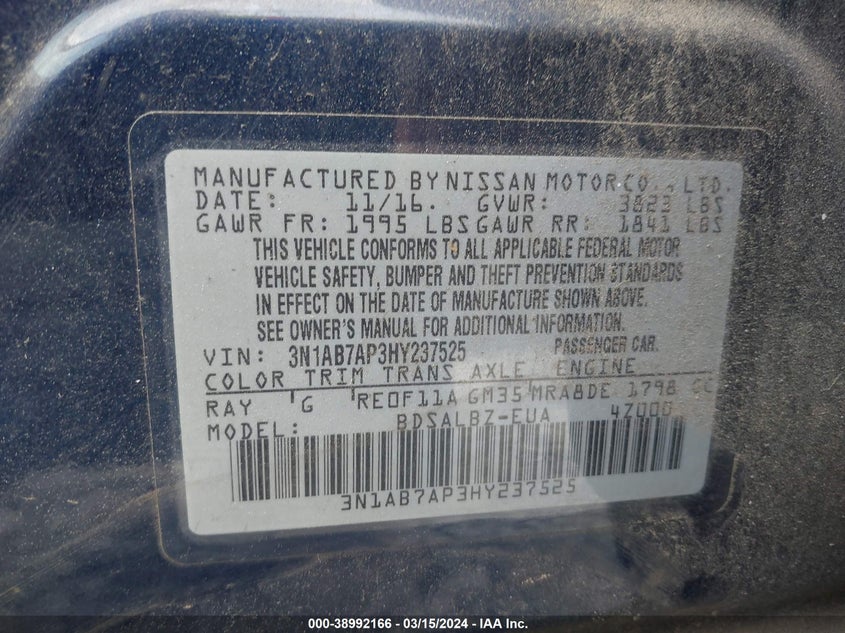 MANUFACTURED BY NISSAN MOTOR CO., LTD.
DATE: 11/16. GVWR: 3823 LBS
GAWR FR: 1995 LBS GAWR RR: 1841 LBS
THIS VEHICLE CONFORMS TO ALL APPLICABLE FEDERAL MOTOR
VEHICLE SAFETY, BUMPER AND THEFT PREVENTION STANDARDS
IN EFFECT ON THE DATE OF MANUFACTURE SHOWN ABOVE.
SEE OWNER'S MANUAL FOR ADDITIONAL INFORMATION.
VIN: 3N1AB7AP3HY237525 PASSENGER CAR.
COLOR TRIM TRANS AXLE ENGINE
RAY G RE0F11A GM35 MRA8DE 1798 CC
MODEL: BDSALBZ-EUA 4Z000
3N1AB7AP3HY237525
000-38992166 - 03/15/2024 - IAA Inc.